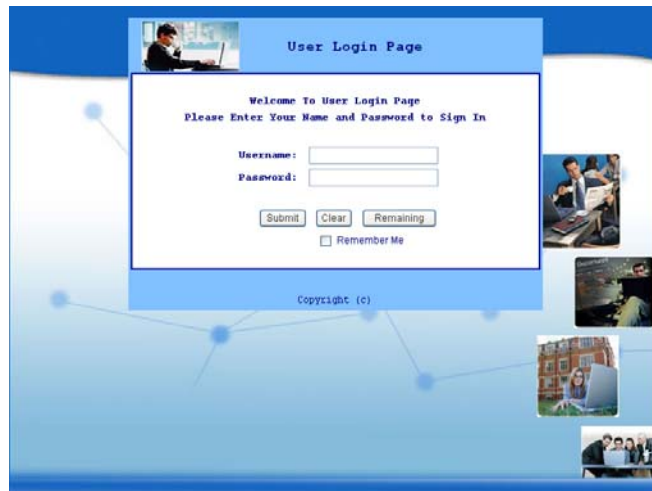 User Login Page
Welcome To User Login Page
Please Enter Your Name and Password to Sign In
Username:
Password:
Submit Clear Remaining
Remember Me
Copyright (c)